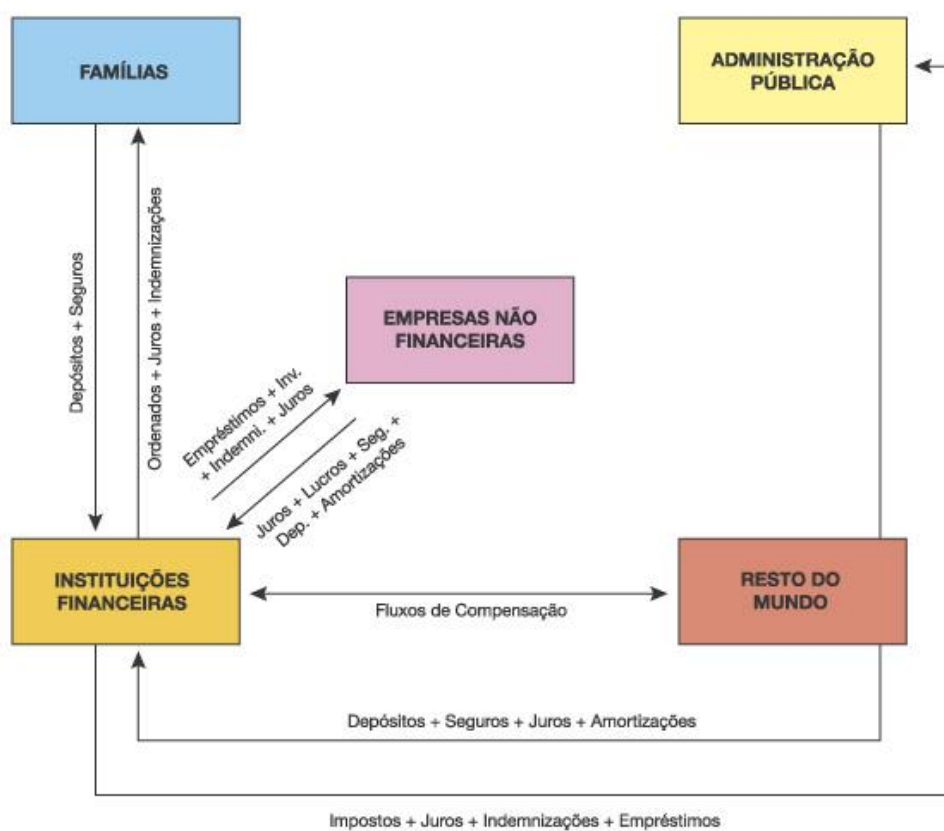 FAMÍLIAS
ADMINISTRAÇÃO
PÚBLICA
Depósitos + Seguros
Ordenados + Juros + Indemnizações
EMPRESAS NÃO
FINANCEIRAS
Empréstimos + Inv.
+ Indemni. + Juros
Juros + Lucros + Seg. +
Dep. + Amortizações
INSTITUIÇÕES
FINANCEIRAS
Fluxos de Compensação
RESTO DO
MUNDO
Depósitos + Seguros + Juros + Amortizações
Impostos + Juros + Indemnizações + Empréstimos